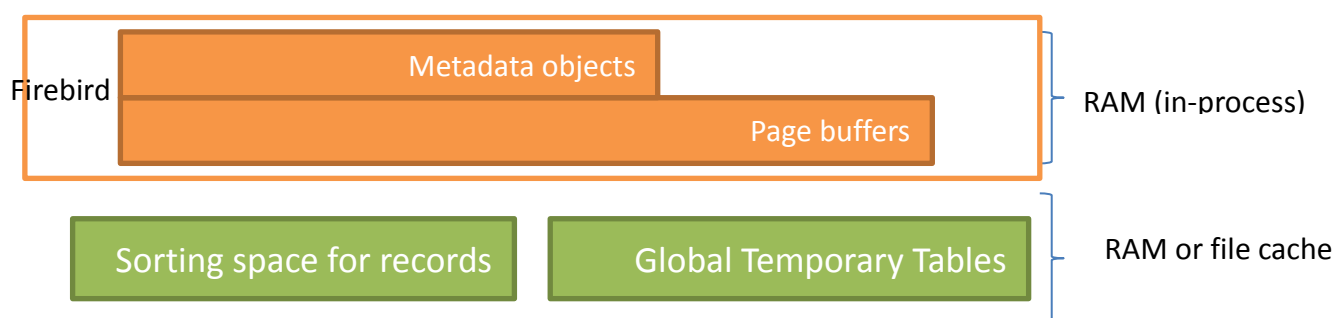 Metadata objects
Firebird
Page buffers
RAM (in-process)
Sorting space for records
Global Temporary Tables
RAM or file cache